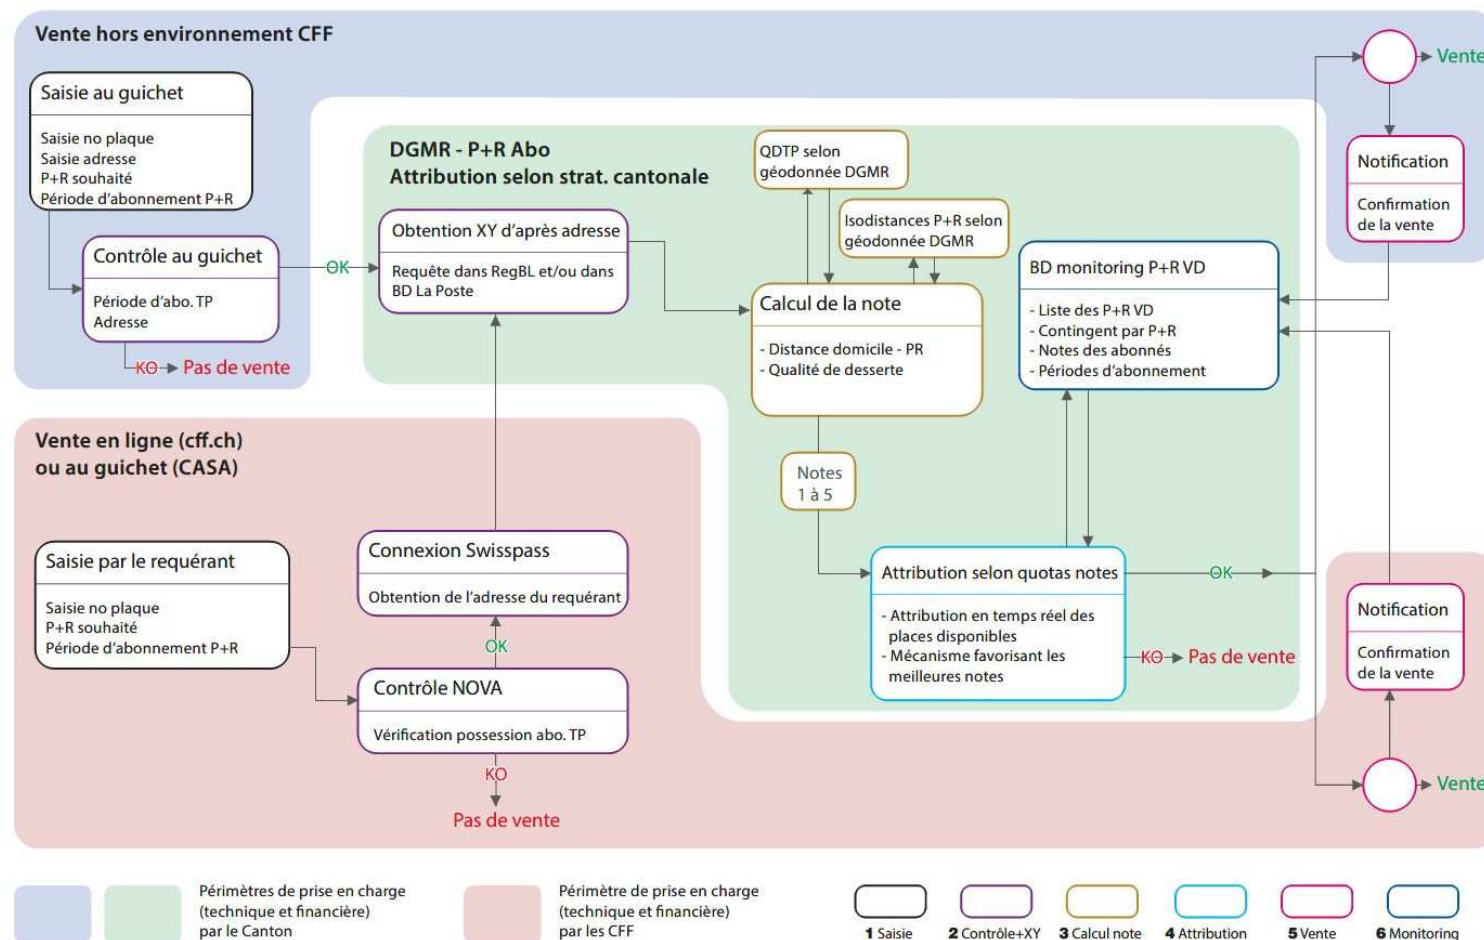 Vente hors environnement CFF
Saisie au guichet
Saisie no plaque
Saisie adresse
P+R souhaité
Période d'abonnement P+R
Contrôle au guichet
Période d'abo. TP
Adresse
OK
KO
Pas de vente
DGMR - P+R Abo
Attribution selon strat. cantonale
Obtention XY d'après adresse
Requête dans RegBL et/ou dans
BD La Poste
QDTP selon
géodonnée DGMR
Isodistances P+R selon
géodonnée DGMR
Calcul de la note
- Distance domicile - PR
- Qualité de desserte
Notes
1 à 5
BD monitoring P+R VD
- Liste des P+R VD
- Contingent par P+R
- Notes des abonnés
- Périodes d'abonnement
Attribution selon quotas notes
- Attribution en temps réel des
places disponibles
- Mécanisme favorisant les
meilleures notes
OK
KO
Pas de vente
Vente
Notification
Confirmation
de la vente
Vente en ligne (cff.ch)
ou au guichet (CASA)
Saisie par le requérant
Saisie no plaque
P+R souhaité
Période d'abonnement P+R
Connexion Swisspass
Obtention de l'adresse du requérant
OK
Contrôle NOVA
Vérification possession abo. TP
KO
Pas de vente
Notification
Confirmation
de la vente
Vente
Périmètres de prise en charge
(technique et financière)
par le Canton
Périmètre de prise en charge
(technique et financière)
par les CFF
1 Saisie
2 Contrôle+XY
3 Calcul note
4 Attribution
5 Vente
6 Monitoring